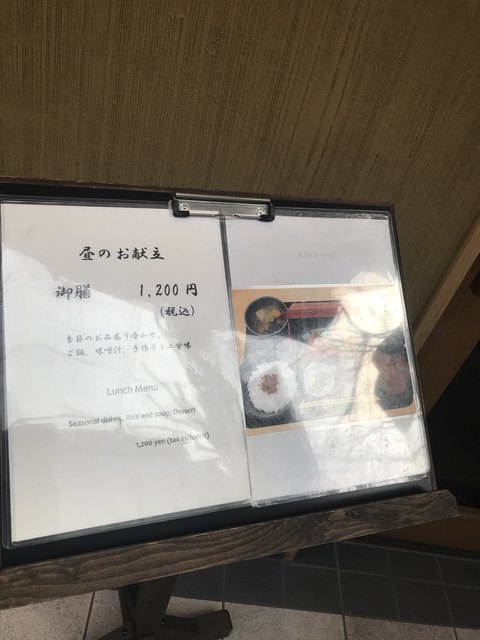 昼のお献立
御膳 1,200円
(税込)
季節のお品盛り合わせ、
ご飯、味噌汁、手作りミニ甘味
Lunch Menu
Seasonal dishes, Rice and soup, Dessert
1,200 yen (tax included)